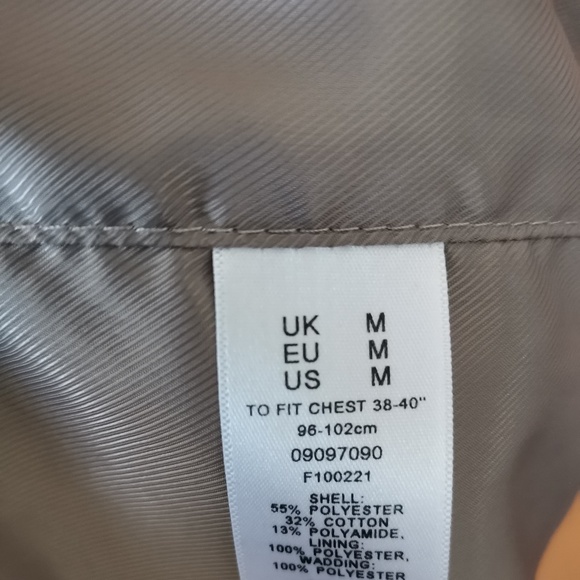 UK M
EU M
US M
TO FIT CHEST 38-40"
96-102cm
09097090
F100221
SHELL:
55% POLYESTER
32% COTTON
13% POLYAMIDE,
LINING:
100% POLYESTER,
WADDING:
100% POLYESTER